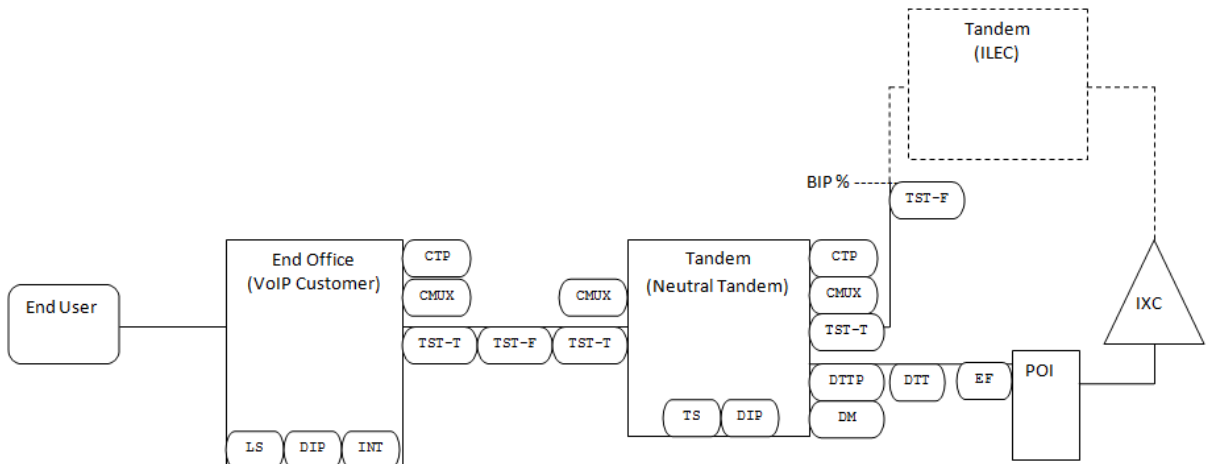 Tandem
(ILEC)
BIP %
TST-F
End Office
(VoIP Customer)
CTP
CMUX
CMUX
Tandem
(Neutral Tandem)
CTP
CMUX
TST-T
End User
IXC
TST-T
TST-F
TST-T
POI
DTTP
DTT
EF
DM
TS
DIP
LS
DIP
INT